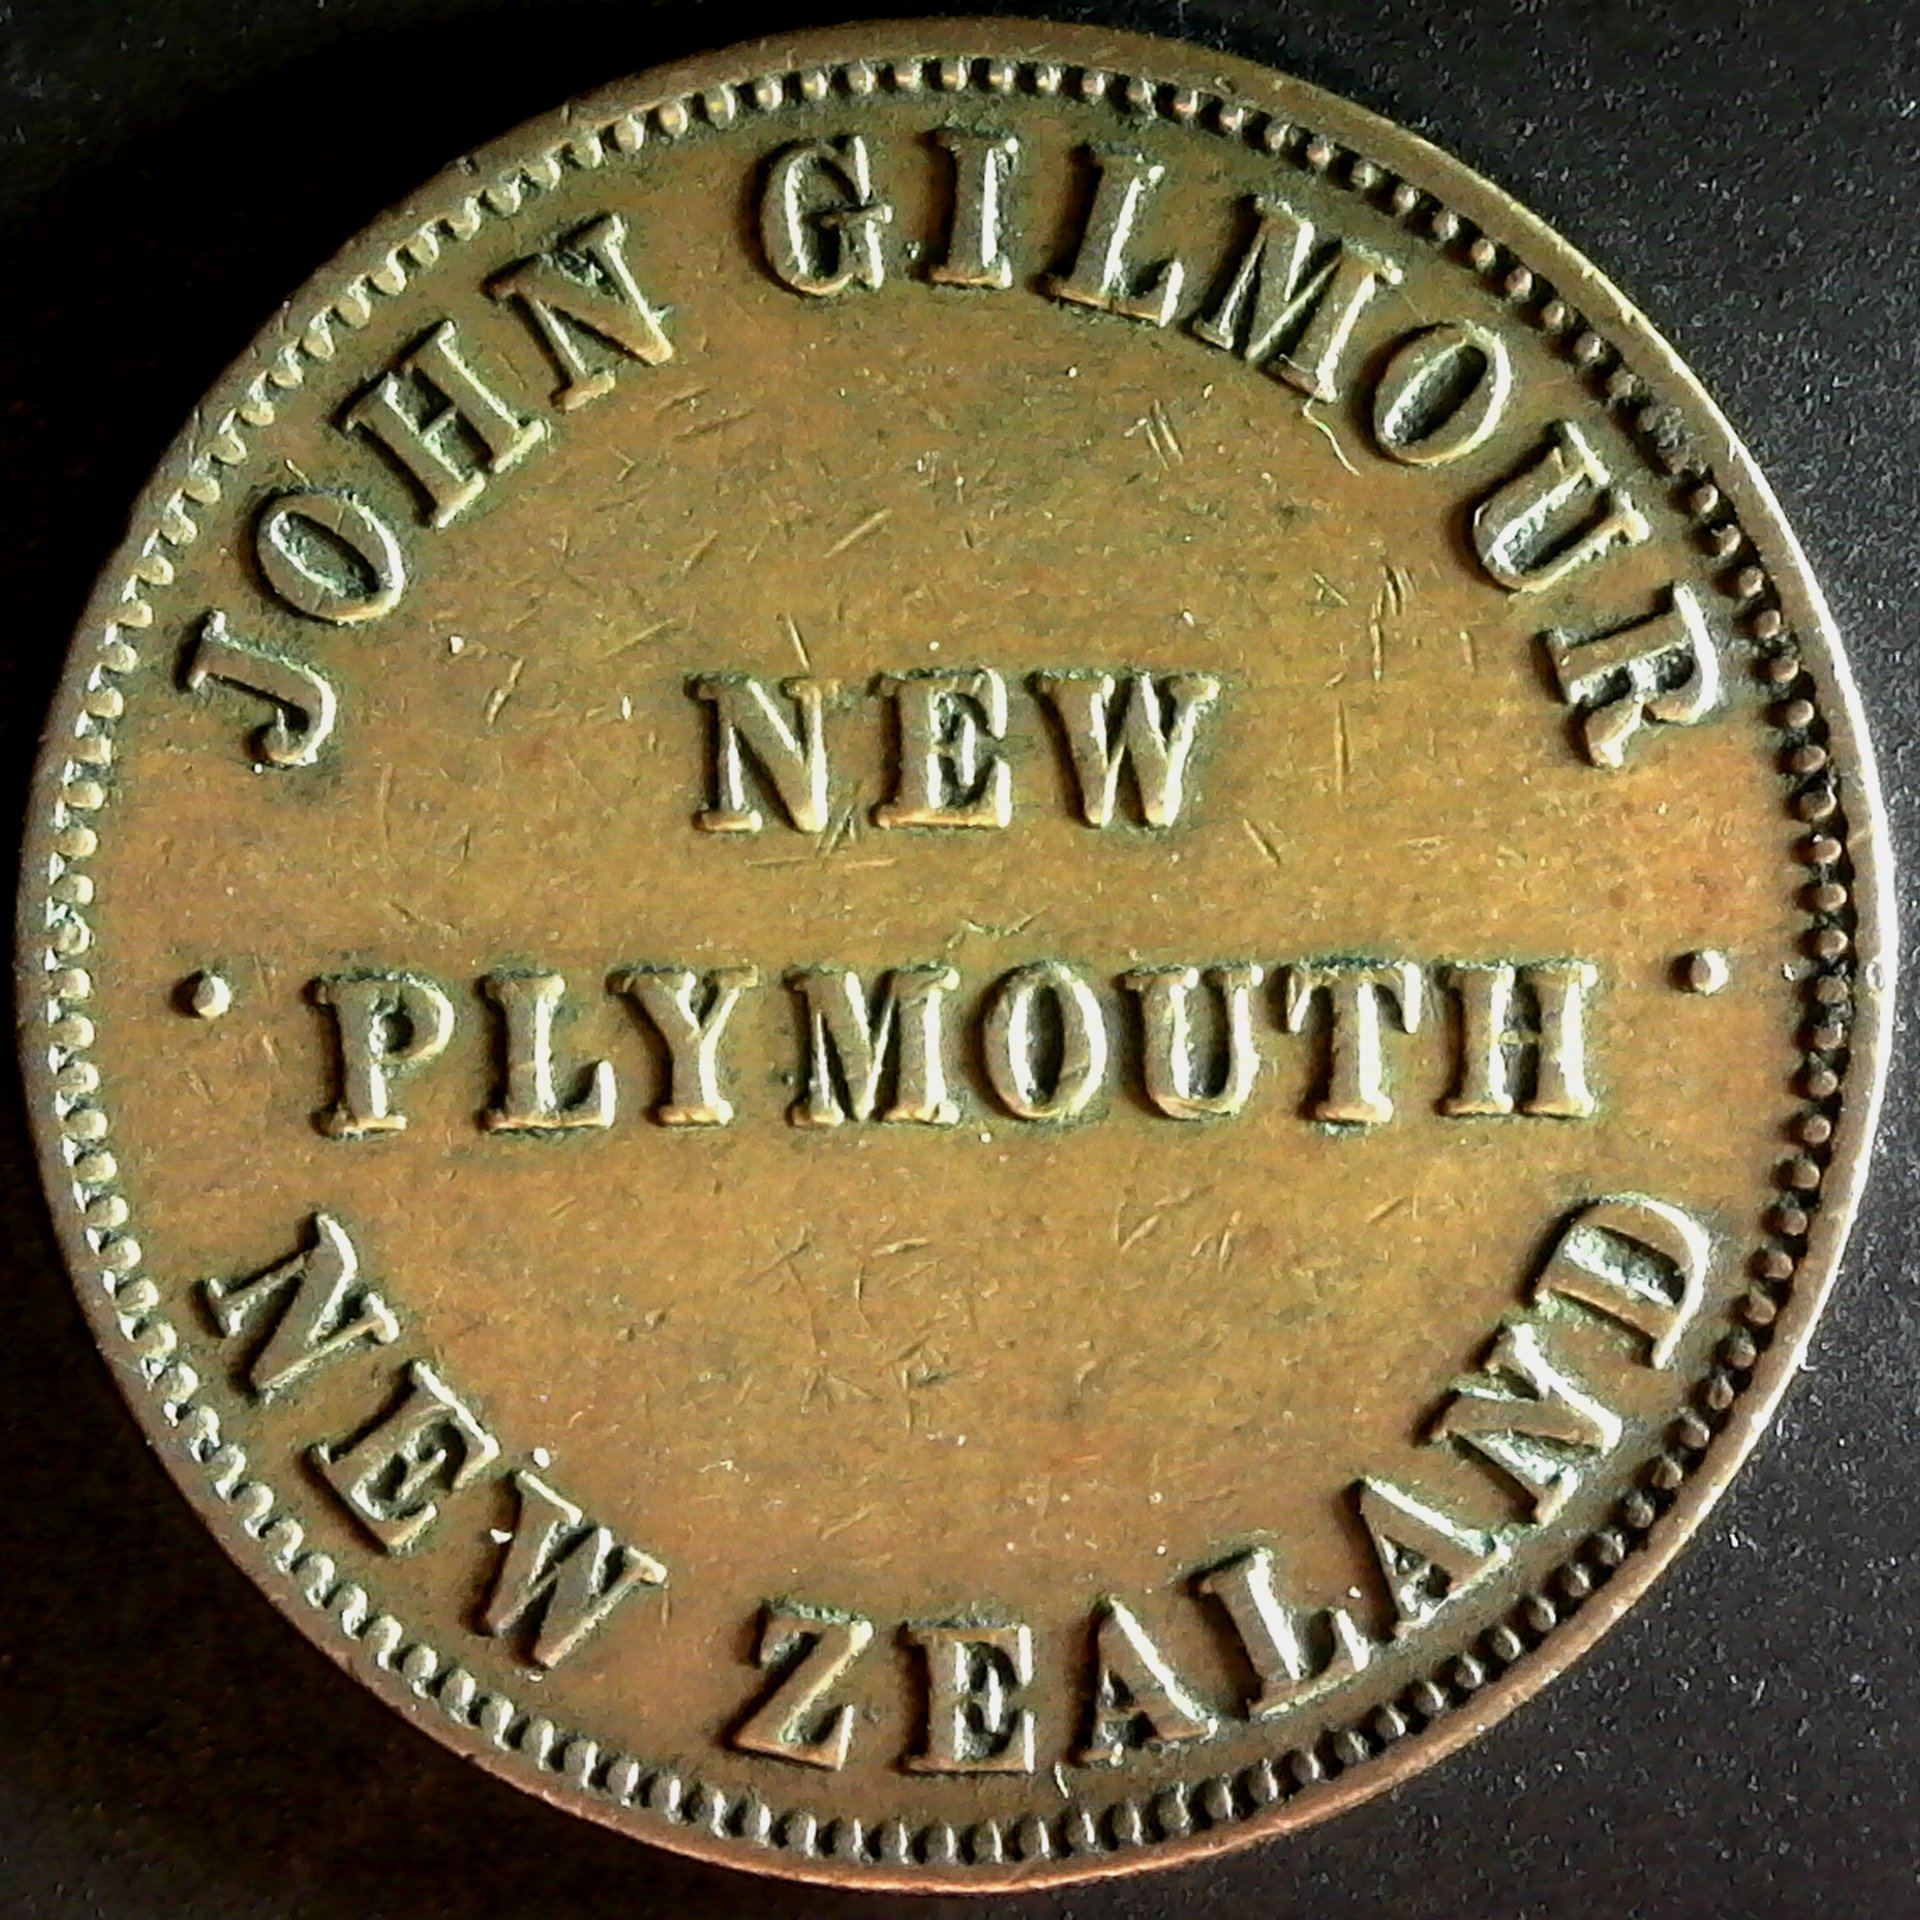 JOHN GILMOUR
NEW
· PLYMOUTH ·
NEW ZEALAND